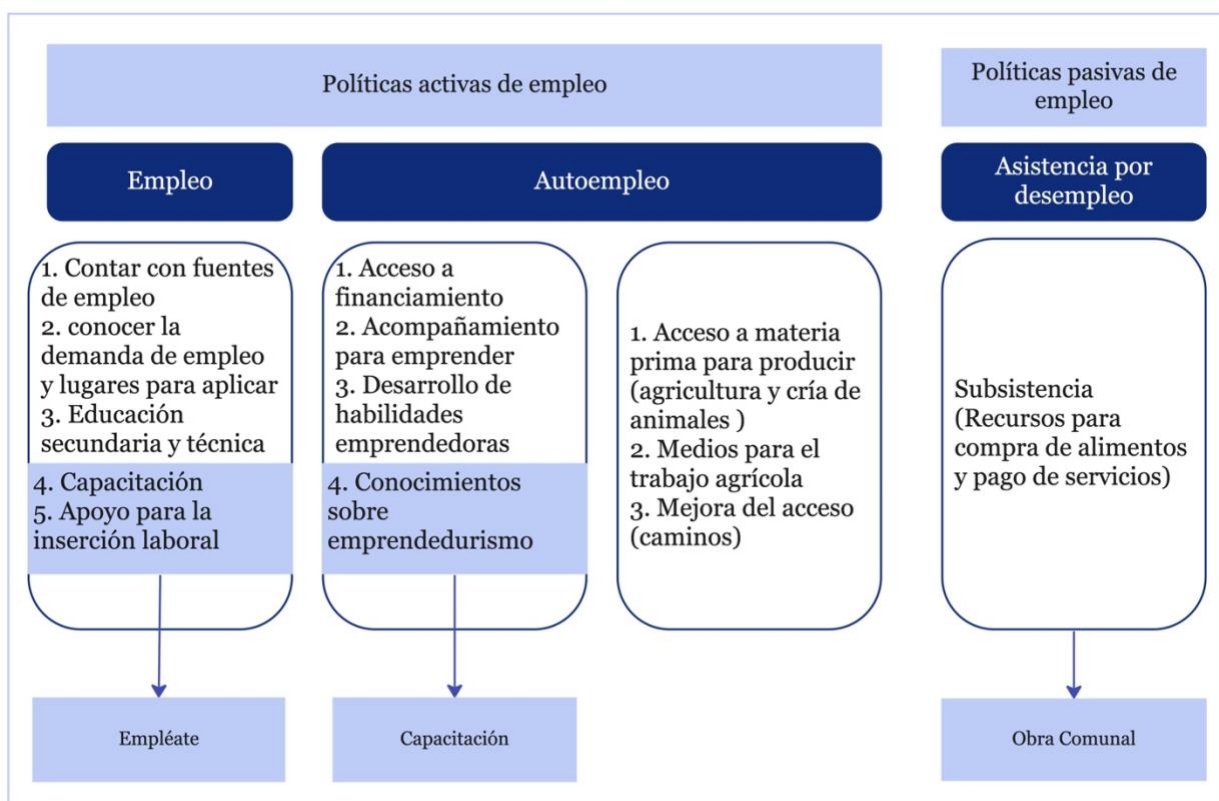 Políticas activas de empleo
Políticas pasivas de
empleo
Empleo
Autoempleo
Asistencia por
desempleo
1. Contar con fuentes
de empleo
2. conocer la
demanda de empleo
y lugares para aplicar
3. Educación
secundaria y técnica
4. Capacitación
5. Apoyo para la
inserción laboral
1. Acceso a
financiamiento
2. Acompañamiento
para emprender
3. Desarrollo de
habilidades
emprendedoras
4. Conocimientos
sobre
emprendedurismo
1. Acceso a materia
prima para producir
(agricultura y cría de
animales )
2. Medios para el
trabajo agrícola
3. Mejora del acceso
(caminos)
Subsistencia
(Recursos para
compra de alimentos
y pago de servicios)
Empléate
Capacitación
Obra Comunal